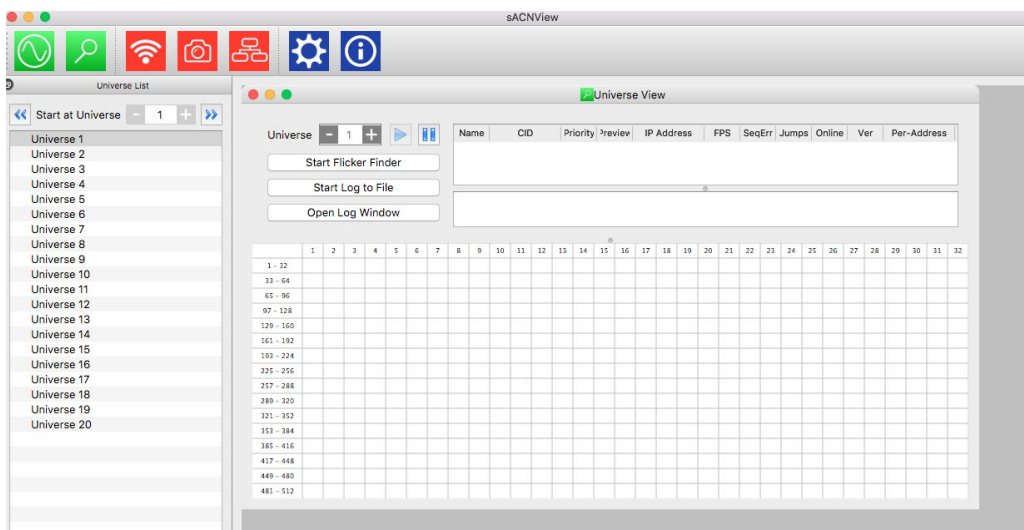 sACNView
Universe List
Universe View
Start at Universe 1
Universe 1
Universe 2
Universe 3
Universe 4
Universe 5
Universe 6
Universe 7
Universe 8
Universe 9
Universe 10
Universe 11
Universe 12
Universe 13
Universe 14
Universe 15
Universe 16
Universe 17
Universe 18
Universe 19
Universe 20
Universe 1
Start Flicker Finder
Start Log to File
Open Log Window
Name CID Priority Preview IP Address FPS SeqErr Jumps Online Ver Per-Address
1 2 3 4 5 6 7 8 9 10 11 12 13 14 15 16 17 18 19 20 21 22 23 24 25 26 27 28 29 30 31 32
1 - 32
33 - 64
65 - 96
97 - 128
129 - 160
161 - 192
193 - 224
225 - 256
257 - 288
289 - 320
321 - 352
353 - 384
385 - 416
417 - 448
449 - 480
481 - 512